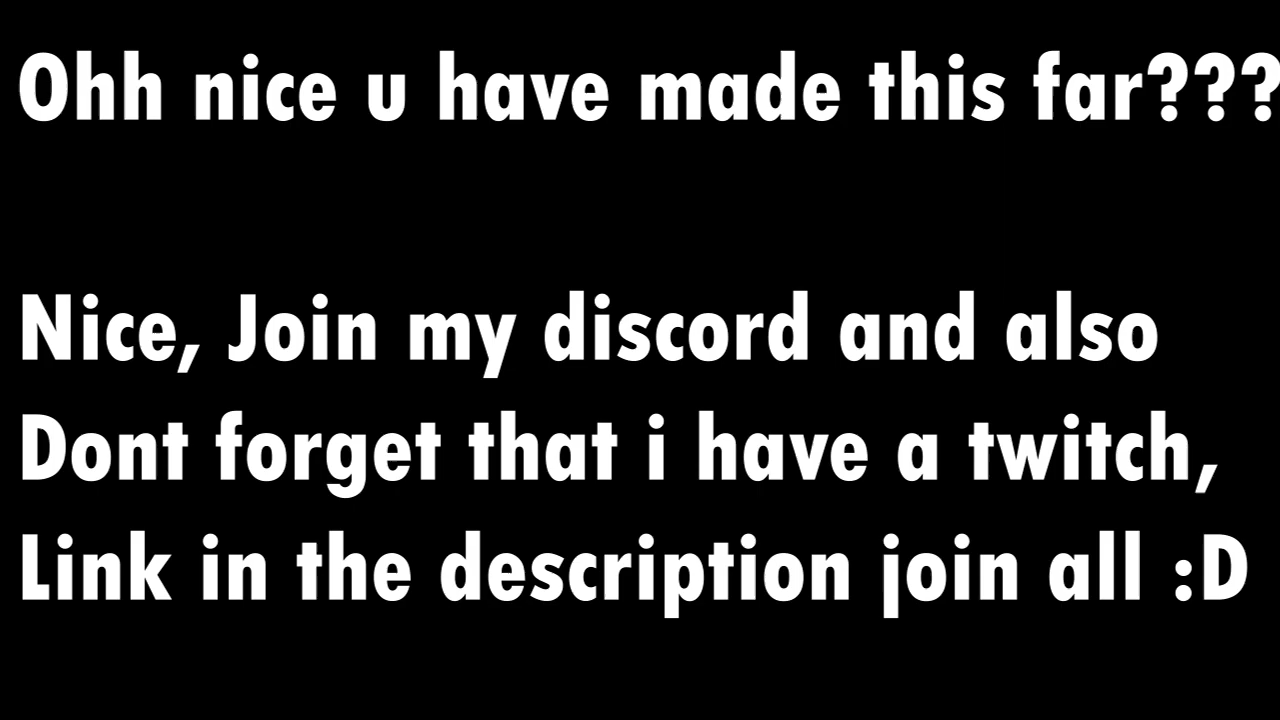 Ohh nice u have made this far???
Nice, Join my discord and also
Dont forget that i have a twitch,
Link in the description join all :D